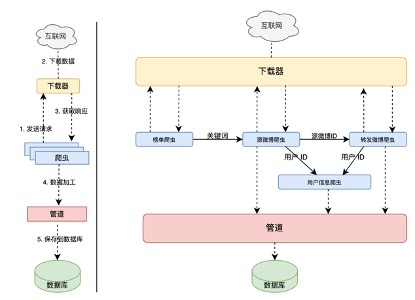 互联网
2. 下载数据
下载器
3. 获取响应
1. 发送请求
爬虫
4. 数据加工
管道
5. 保存到数据库
数据库
互联网
下载器
榜单爬虫
关键词
源微博爬虫
源微博ID
转发微博爬虫
用户 ID
用户 ID
用户信息爬虫
管道
数据库